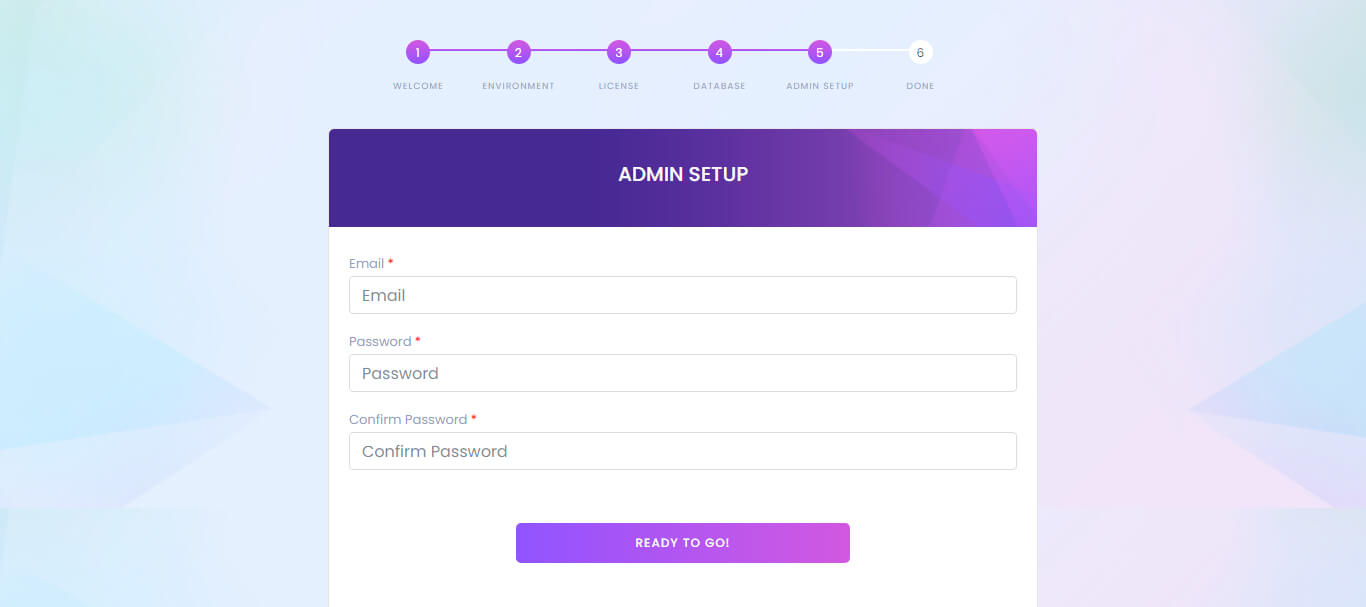 1 2 3 4 5 6
WELCOME ENVIRONMENT LICENSE DATABASE ADMIN SETUP DONE
ADMIN SETUP
Email *
Email
Password *
Password
Confirm Password *
Confirm Password
READY TO GO!